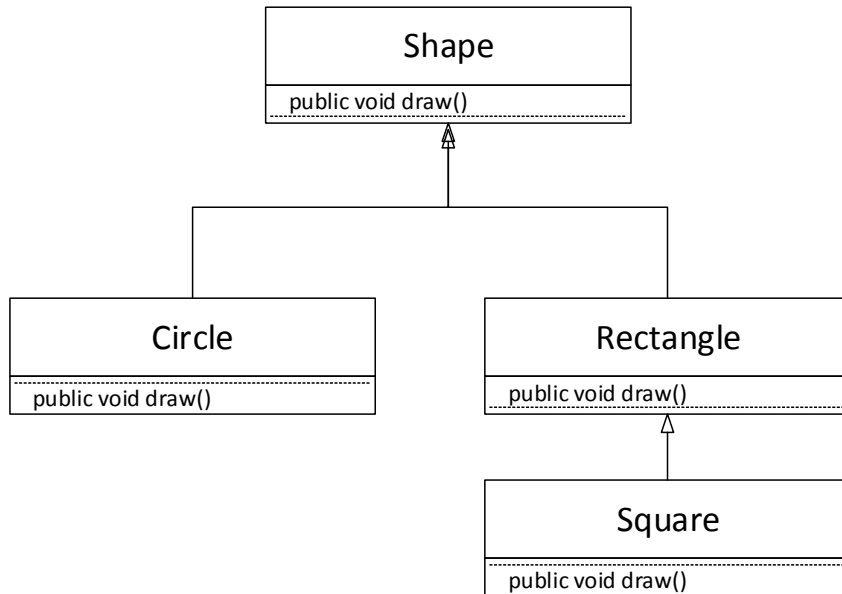 Shape
public void draw()
Circle
public void draw()
Rectangle
public void draw()
Square
public void draw()